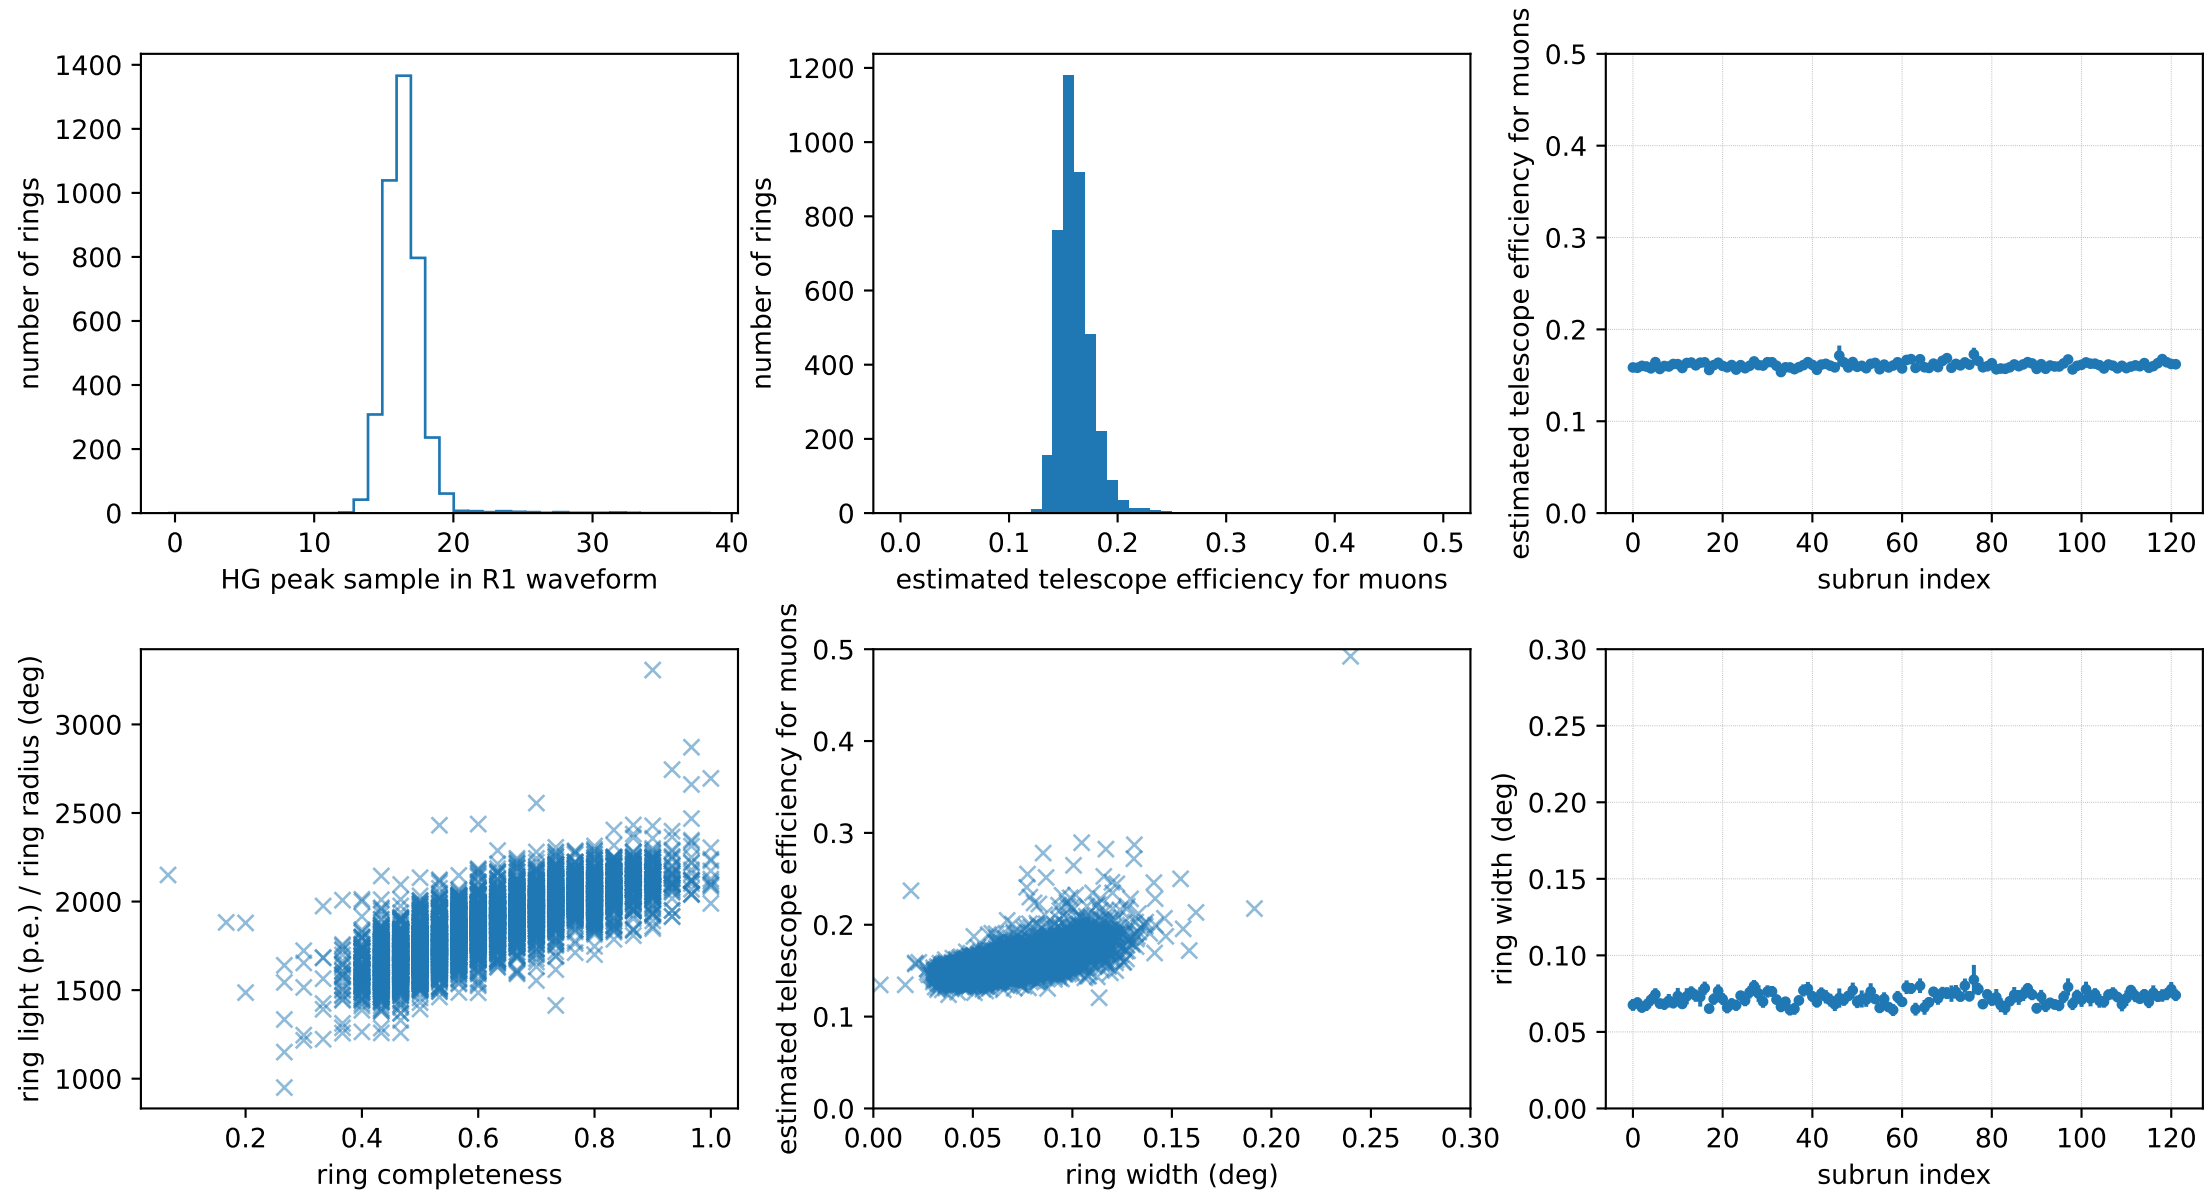 1400
1200
1000
800
600
400
200
0
number of rings
0 10 20 30 40
HG peak sample in R1 waveform
1200
1000
800
600
400
200
0
number of rings
0.0 0.1 0.2 0.3 0.4 0.5
estimated telescope efficiency for muons
0.5
0.4
0.3
0.2
0.1
0.0
estimated telescope efficiency for muons
0 20 40 60 80 100 120
subrun index
3000
2500
2000
1500
1000
ring light (p.e.) / ring radius (deg)
0.2 0.4 0.6 0.8 1.0
ring completeness
0.5
0.4
0.3
0.2
0.1
0.0
estimated telescope efficiency for muons
0.00 0.05 0.10 0.15 0.20 0.25 0.30
ring width (deg)
0.30
0.25
0.20
0.15
0.10
0.05
0.00
ring width (deg)
0 20 40 60 80 100 120
subrun index